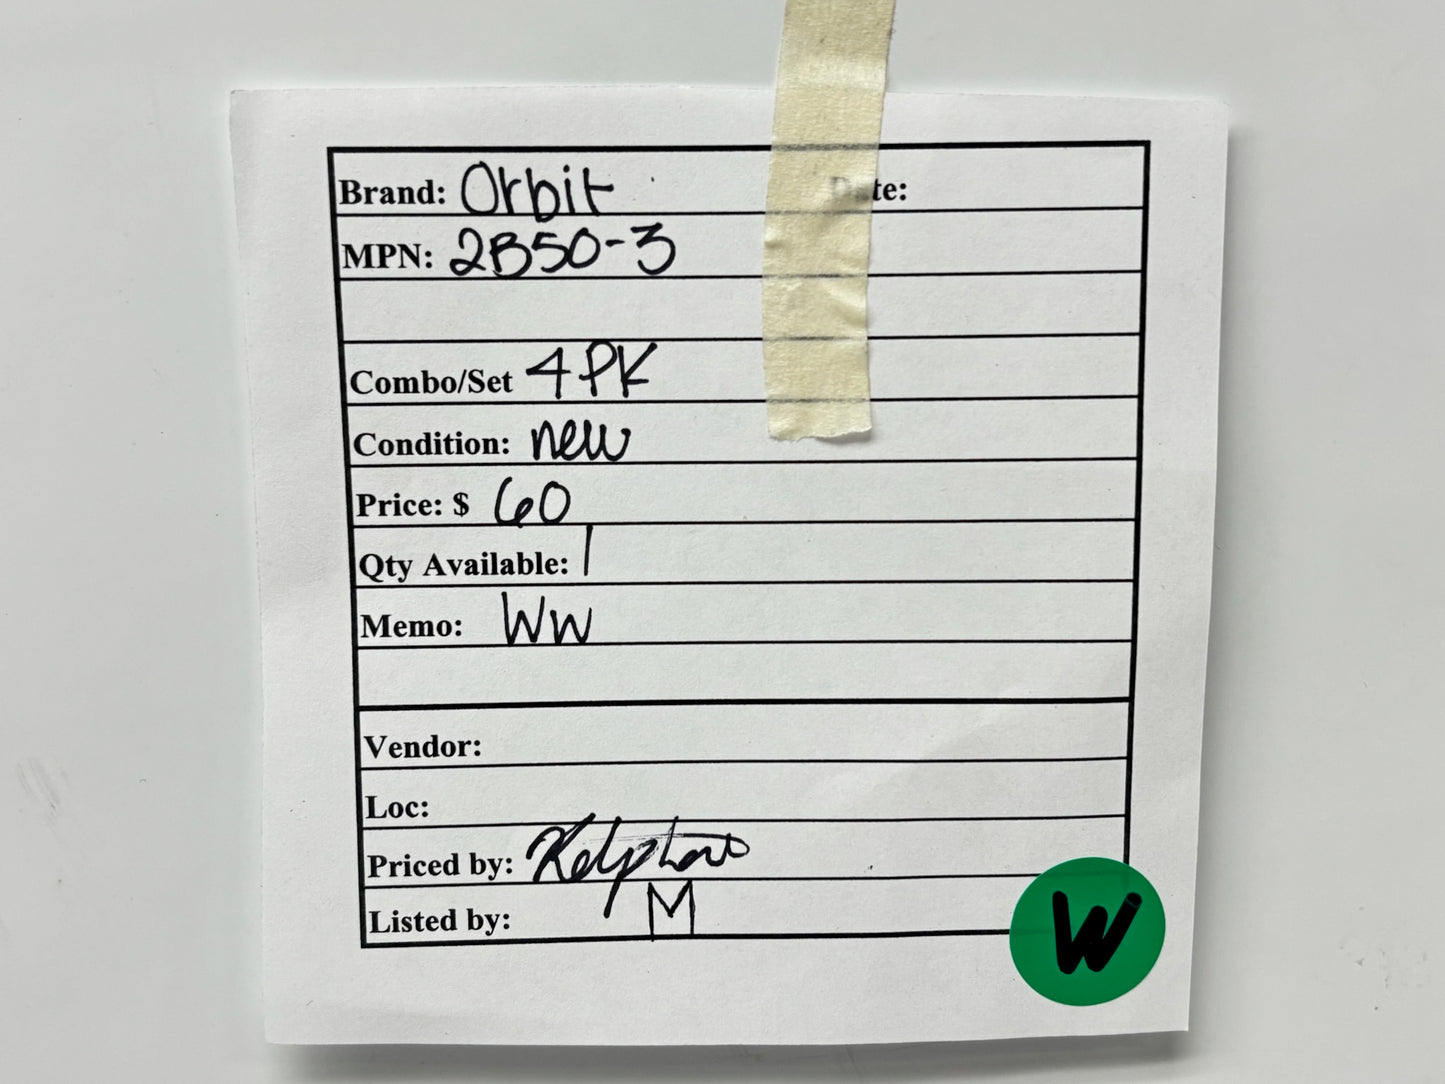 Brand: Orbit Date:
MPN: 2B50-3
Combo/Set 4PK
Condition: new
Price: $ 60
Qty Available: 1
Memo: WW
Vendor:
Loc:
Priced by:
Listed by: M
W